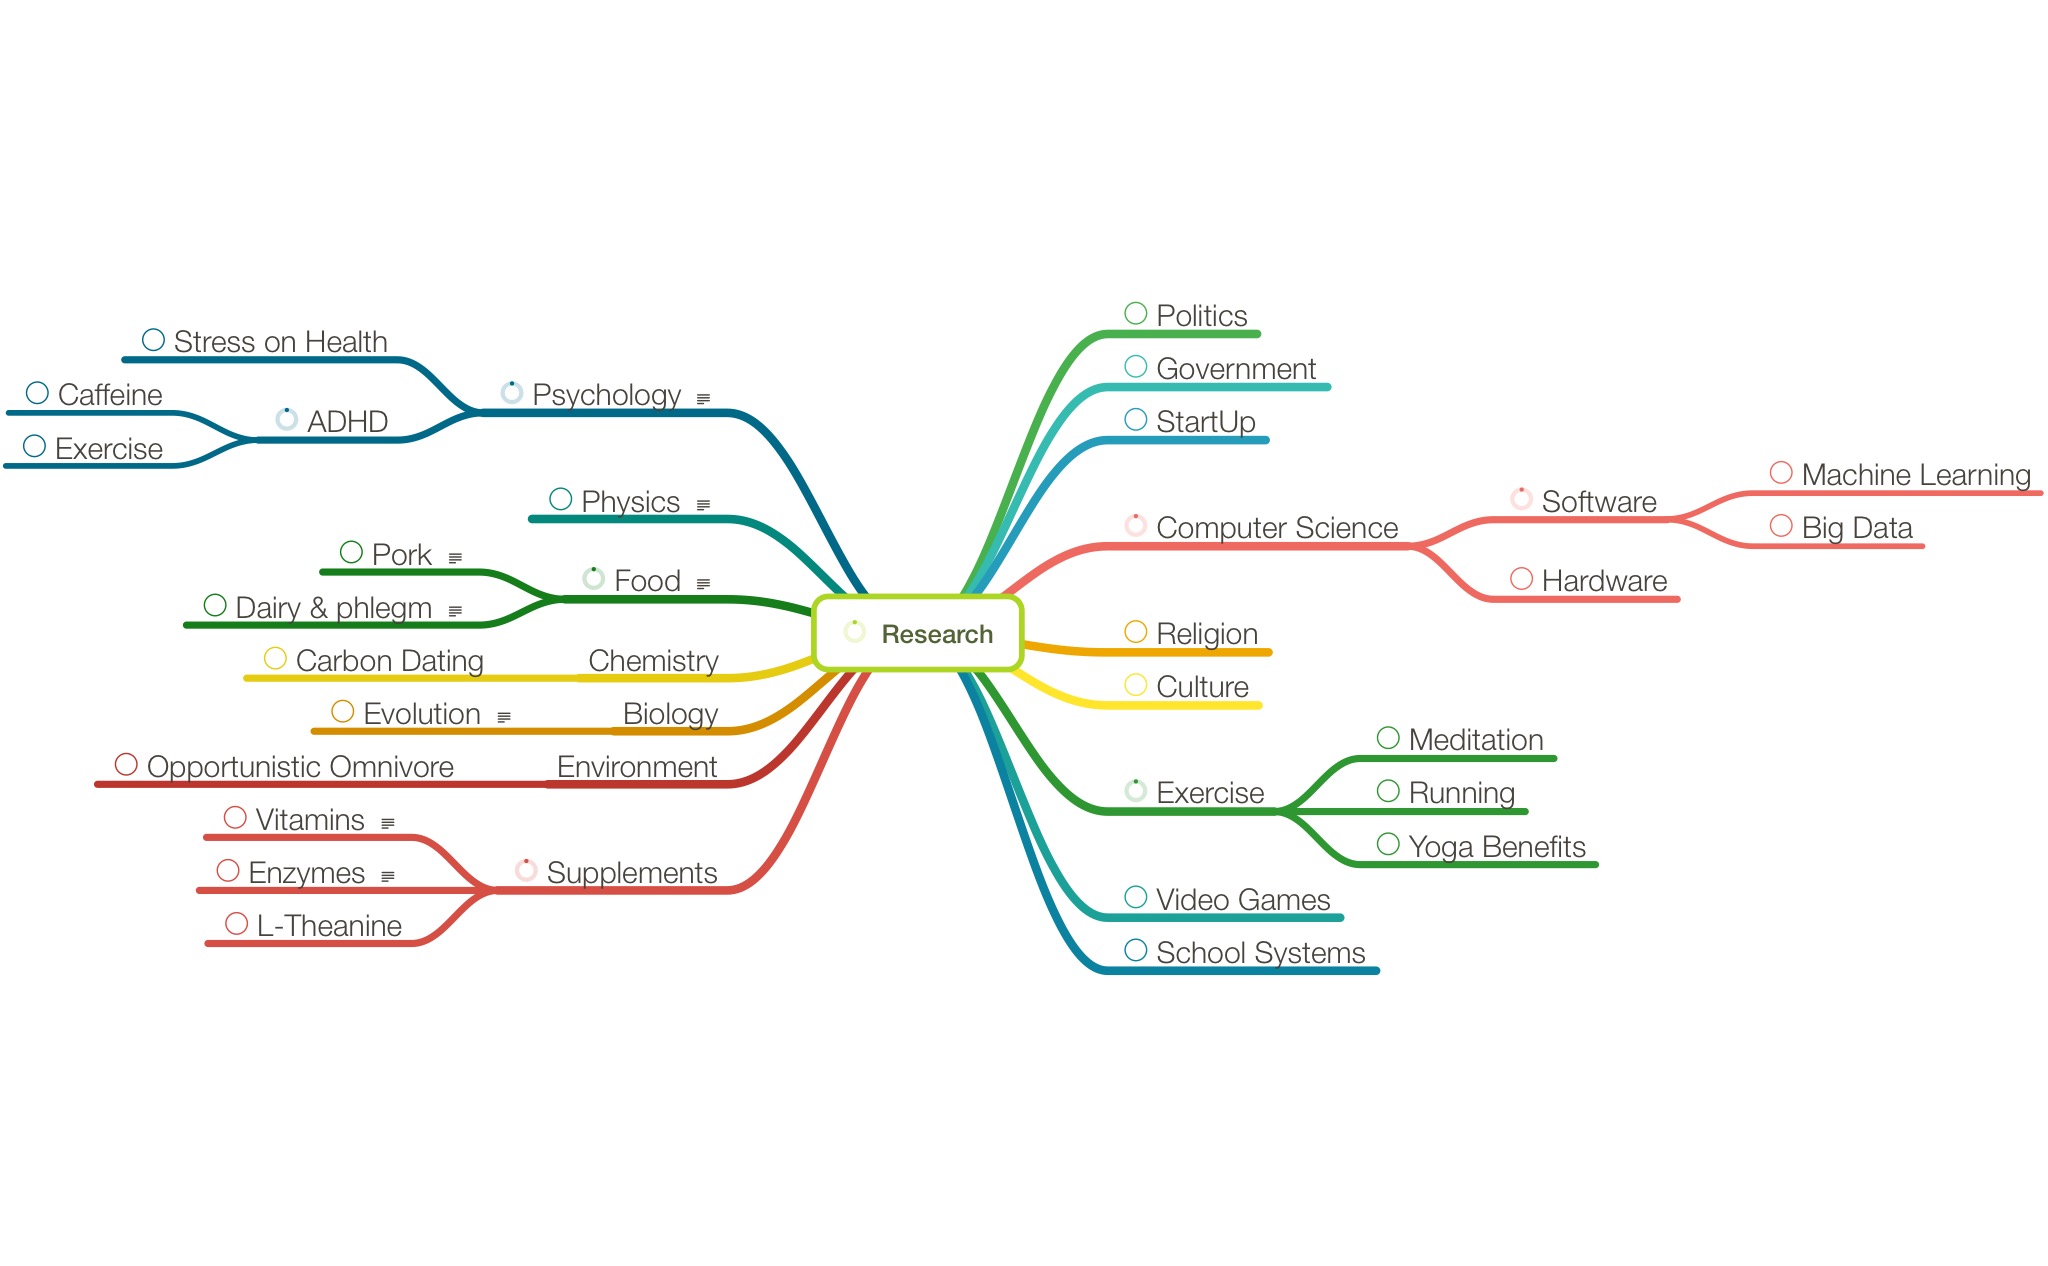 Stress on Health
Caffeine
ADHD
Exercise
Psychology
Physics
Pork
Food
Dairy & phlegm
Carbon Dating
Chemistry
Evolution
Biology
Opportunistic Omnivore
Environment
Vitamins
Enzymes
Supplements
L-Theanine
Research
Politics
Government
StartUp
Computer Science
Software
Machine Learning
Big Data
Hardware
Religion
Culture
Exercise
Meditation
Running
Yoga Benefits
Video Games
School Systems